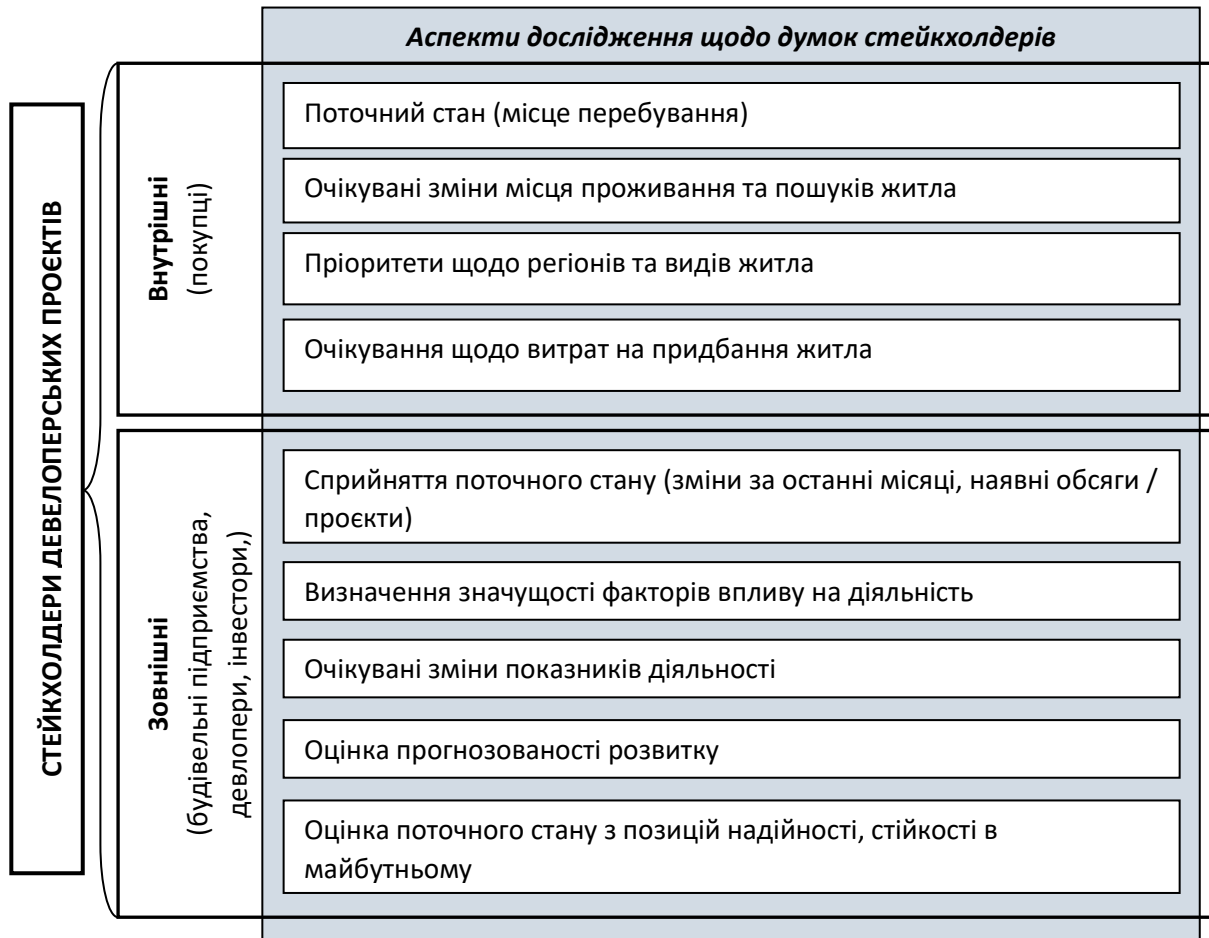 Аспекти дослідження щодо думок стейкхолдерів
СТЕЙКХОЛДЕРИ ДЕВЕЛОПЕРСЬКИХ ПРОЄКТІВ
Внутрішні
(покупці)
Поточний стан (місце перебування)
Очікувані зміни місця проживання та пошуків житла
Пріоритети щодо регіонів та видів житла
Очікування щодо витрат на придбання житла
Зовнішні
(будівельні підприємства,
девлопери, інвестори,)
Сприйняття поточного стану (зміни за останні місяці, наявні обсяги /
проєкти)
Визначення значущості факторів впливу на діяльність
Очікувані зміни показників діяльності
Оцінка прогнозованості розвитку
Оцінка поточного стану з позицій надійності, стійкості в
майбутньому